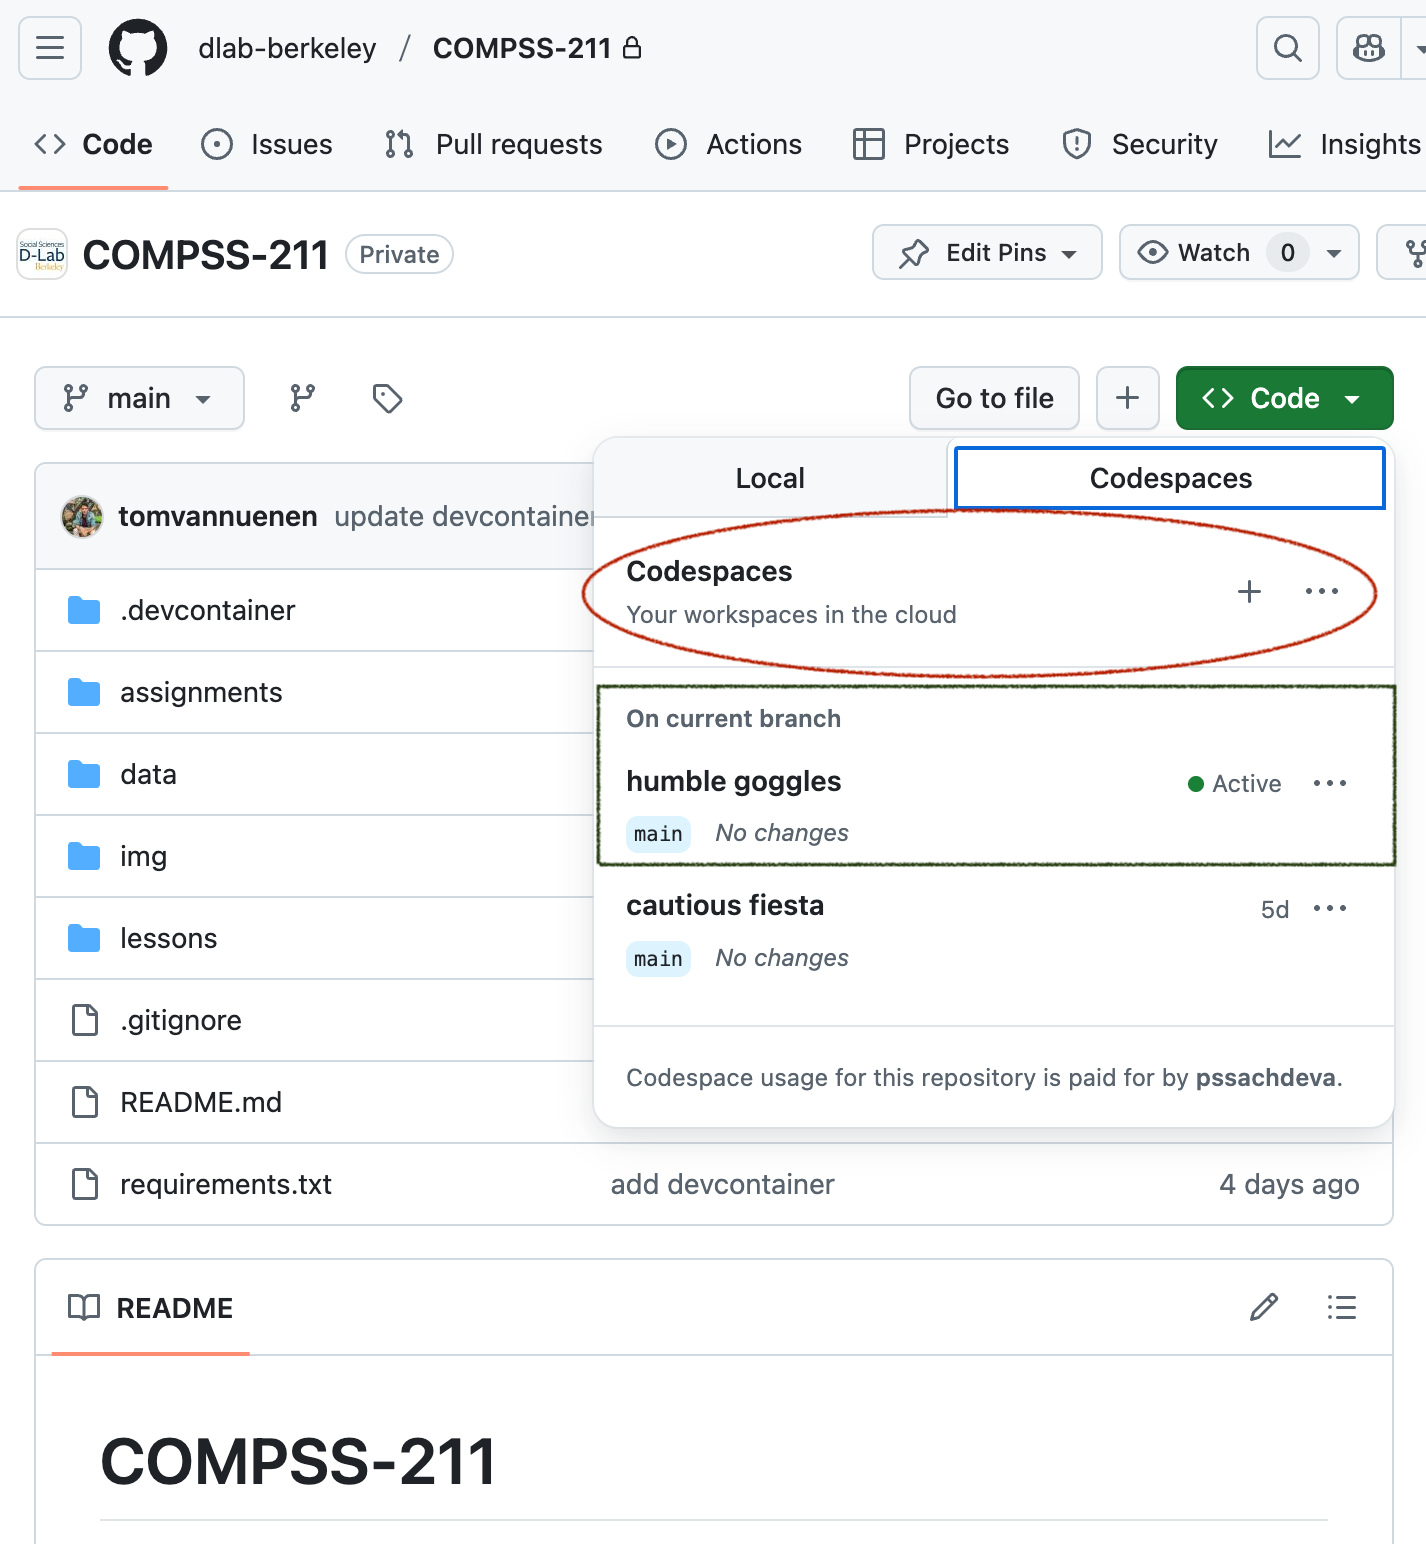 dlab-berkeley / COMPSS-211
Code Issues Pull requests Actions Projects Security Insights
Social Sciences
D-Lab
Berkeley
COMPSS-211 Private Edit Pins Watch 0
main Go to file Code
Local Codespaces
tomvannuenen update devcontainer
Codespaces
Your workspaces in the cloud
.devcontainer
assignments
data
img
lessons
.gitignore
README.md
On current branch
humble goggles Active
main No changes
cautious fiesta 5d
main No changes
Codespace usage for this repository is paid for by pssachdeva.
requirements.txt add devcontainer 4 days ago
README
COMPSS-211